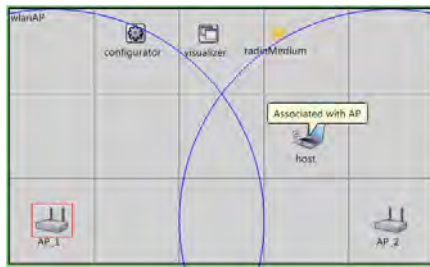 wlanAP
configurator
visualizer
radioMedium
Associated with AP
host
AP_1
AP_2